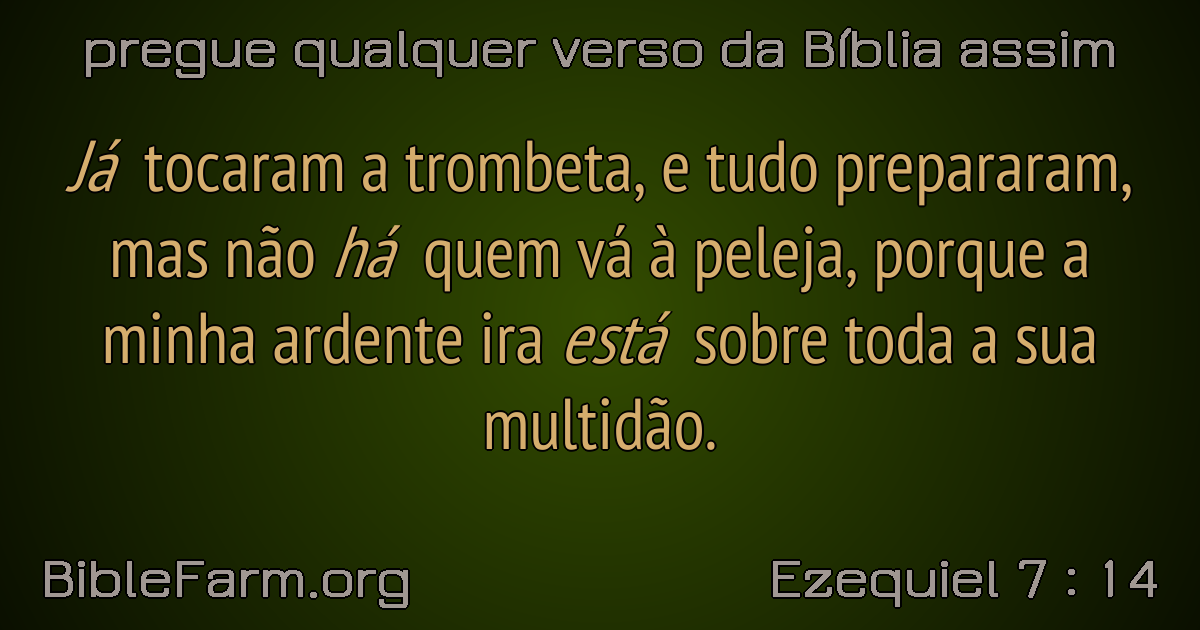 pregue qualquer verso da Bíblia assim
Já tocaram a trombeta, e tudo prepararam,
mas não há quem vá à peleja, porque a
minha ardente ira está sobre toda a sua
multidão.
BibleFarm.org
Ezequiel 7 : 14